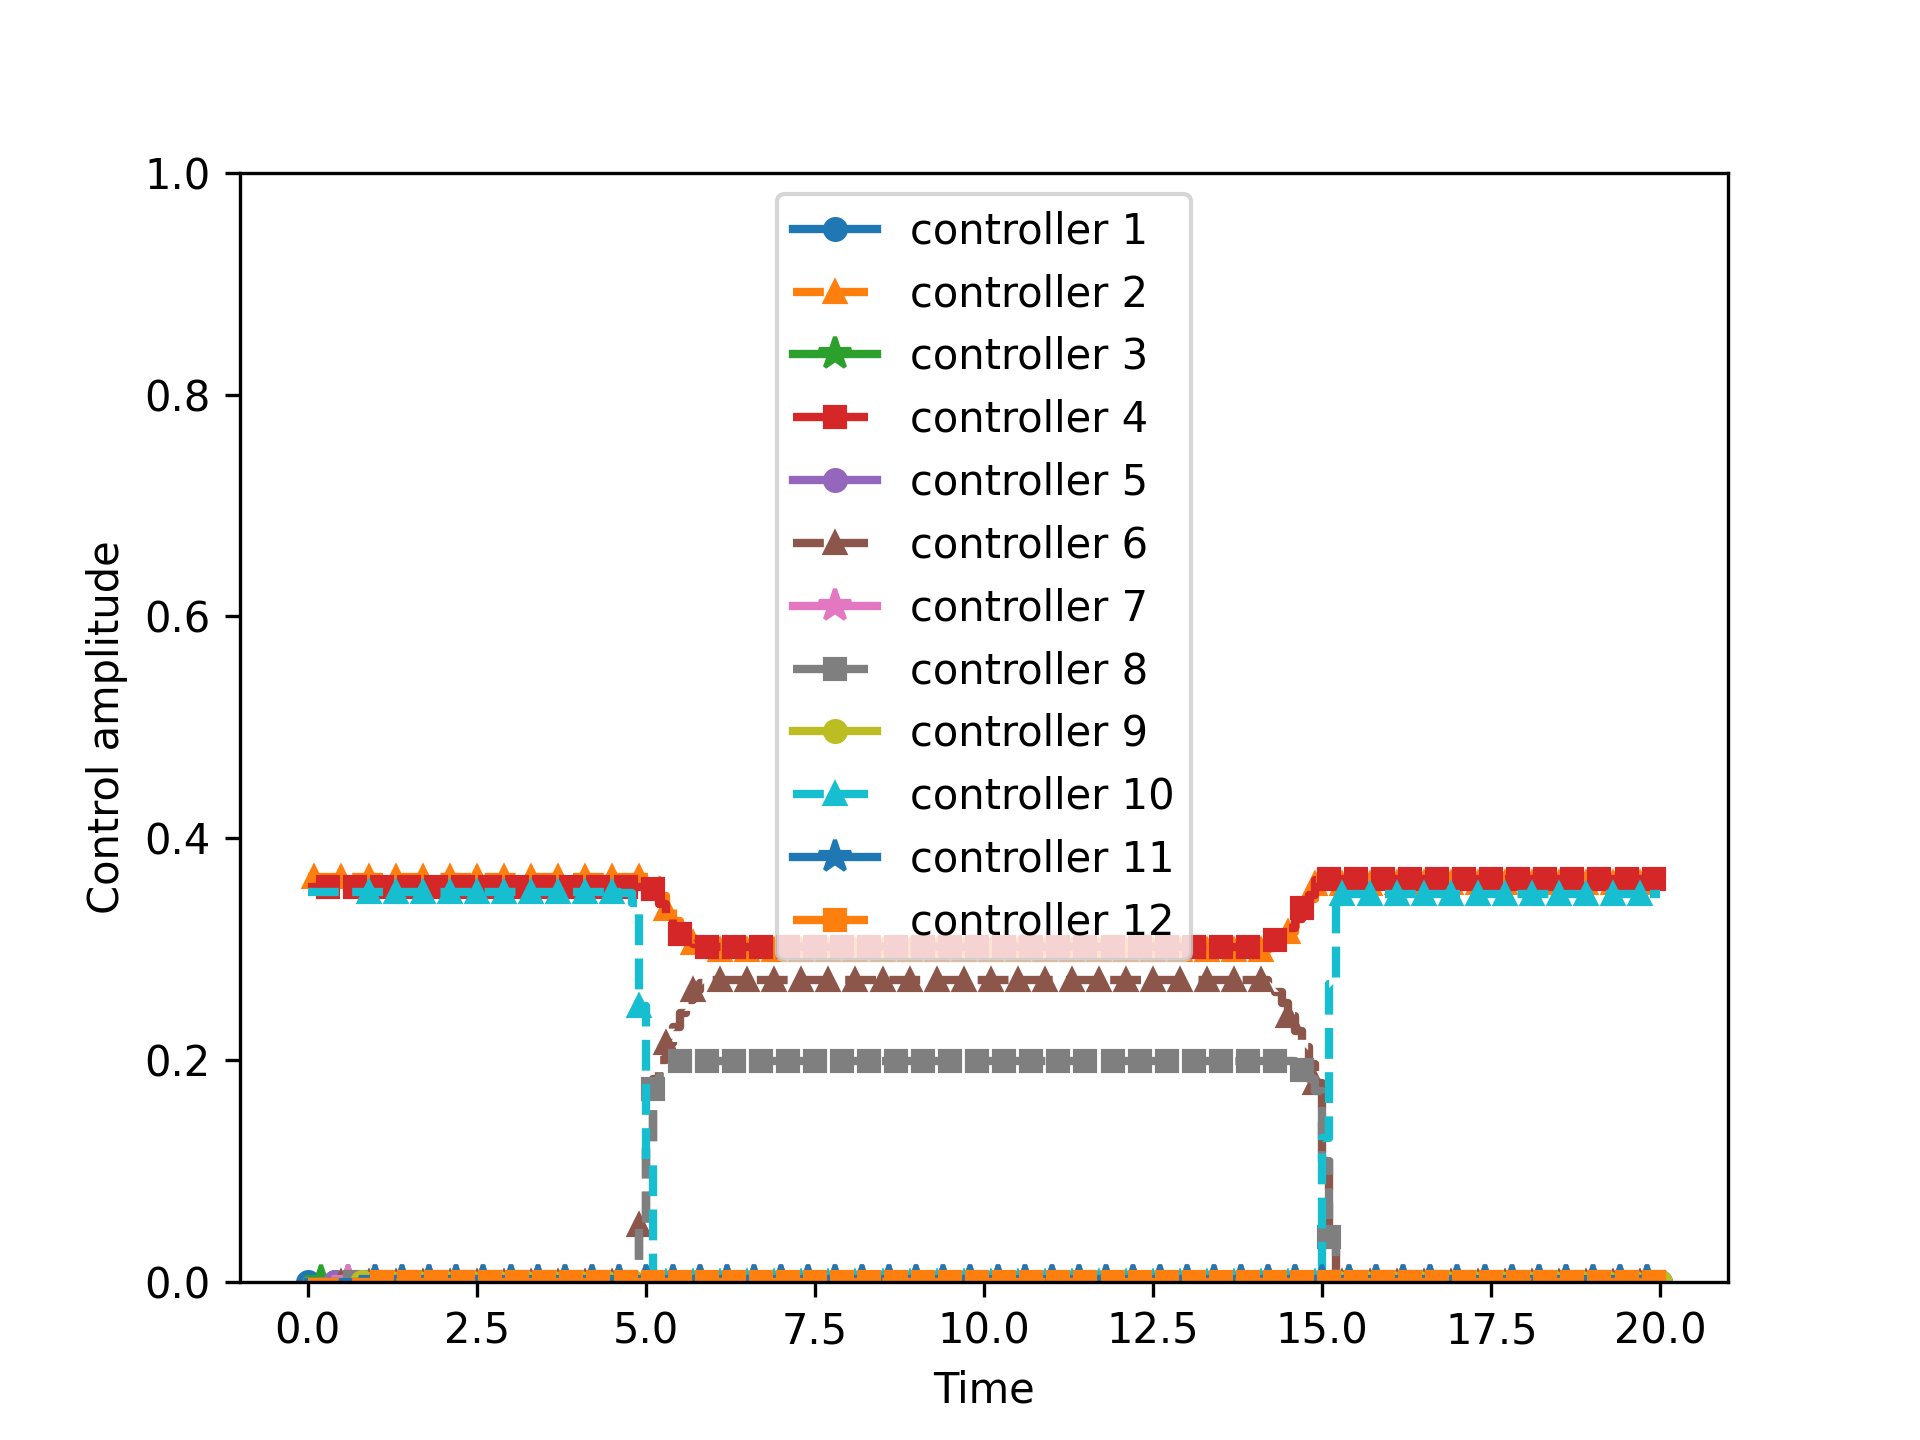 1.0
0.8
0.6
0.4
0.2
0.0
Control amplitude
controller 1
controller 2
controller 3
controller 4
controller 5
controller 6
controller 7
controller 8
controller 9
controller 10
controller 11
controller 12
0.0 2.5 5.0 7.5 10.0 12.5 15.0 17.5 20.0
Time